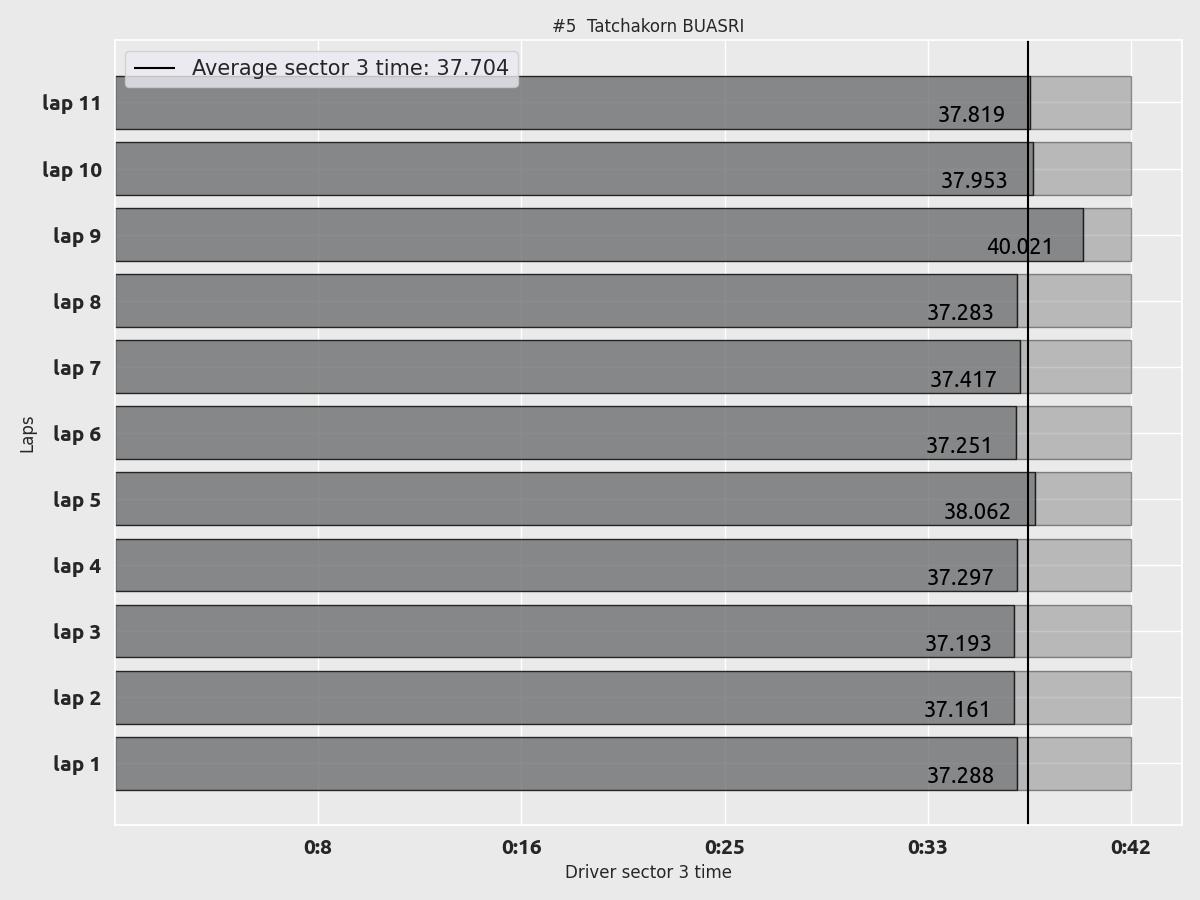 #5  Tatchakorn BUASRI
Average sector 3 time: 37.704
lap 11
37.819
lap 10
37.953
lap 9
40.021
lap 8
37.283
lap 7
37.417
lap 6
37.251
Laps
lap 5
38.062
lap 4
37.297
lap 3
37.193
lap 2
37.161
lap 1
37.288
0:8 0:16 0:25 0:33 0:42
Driver sector 3 time